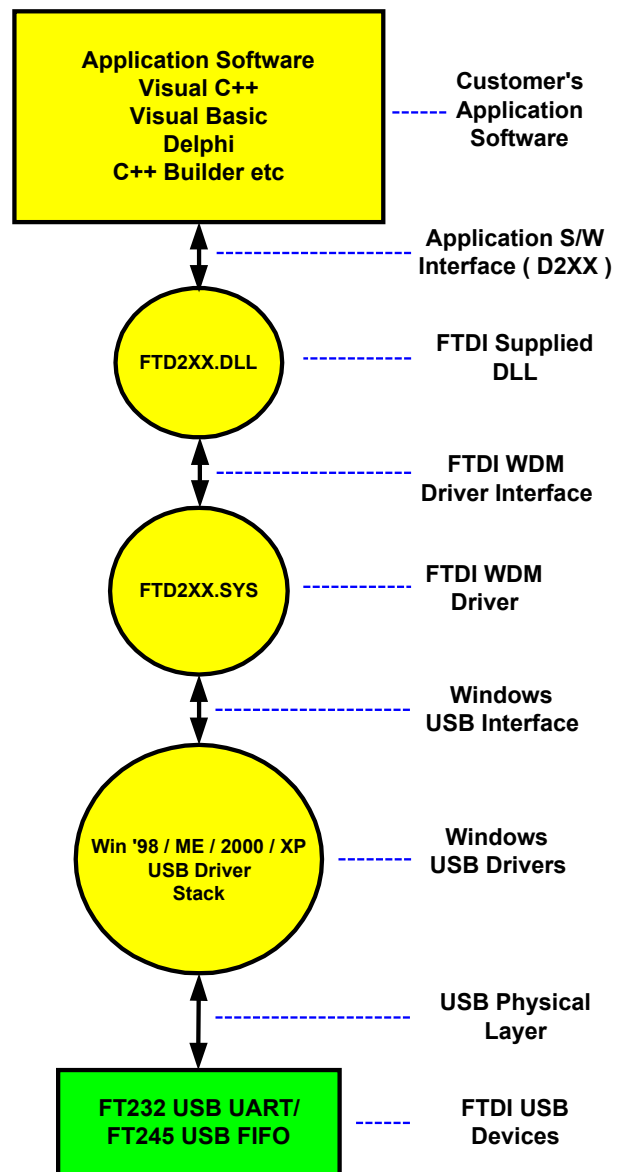 Application Software
Visual C++
Visual Basic
Delphi
C++ Builder etc
Customer's
Application
Software
Application S/W
Interface ( D2XX )
FTD2XX.DLL
FTDI Supplied
DLL
FTDI WDM
Driver Interface
FTD2XX.SYS
FTDI WDM
Driver
Windows
USB Interface
Win '98 / ME / 2000 / XP
USB Driver
Stack
Windows
USB Drivers
USB Physical
Layer
FT232 USB UART/
FT245 USB FIFO
FTDI USB
Devices